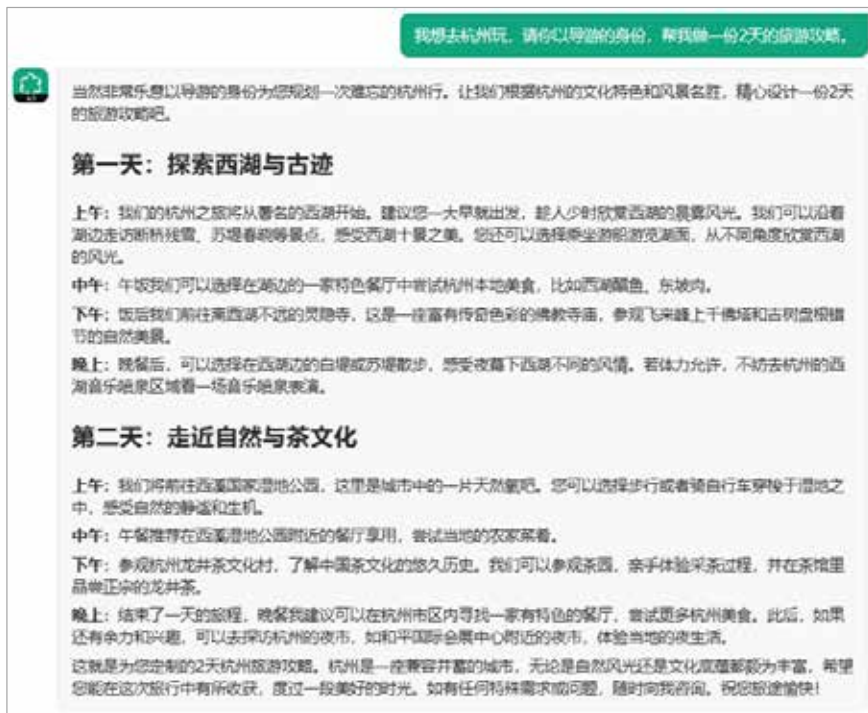 我想去杭州玩，请你以导游的身份，帮我做一份2天的旅游攻略。
当然非常乐意以导游的身份为您规划一次难忘的杭州行。让我们根据杭州的文化特色和风景名胜，精心设计一份2天
的旅游攻略吧。
第一天：探索西湖与古迹
上午：我们的杭州之旅将从著名的西湖开始。建议您一大早就出发，趁人少时欣赏西湖的晨雾风光。我们可以沿着
湖边走访断桥残雪、苏堤春晓等景点，感受西湖十景之美。您还可以选择乘坐游船游览湖面，从不同角度欣赏西湖
的风光。
中午：午饭我们可以选择在湖边的一家特色餐厅中尝试杭州本地美食，比如西湖醋鱼、东坡肉。
下午：饭后我们前往离西湖不远的灵隐寺，这是一座富有传奇色彩的佛教寺庙，参观飞来峰上千佛塔和古树盘根错
节的自然美景。
晚上：晚餐后，可以选择在西湖边的白堤或苏堤散步，感受夜幕下西湖不同的风情。若体力允许，不妨去杭州的西
湖音乐喷泉区域看一场音乐喷泉表演。
第二天：走近自然与茶文化
上午：我们将前往西溪国家湿地公园，这里是城市中的一片天然氧吧。您可以选择步行或者骑自行车穿梭于湿地之
中，感受自然的静谧和生机。
中午：午餐推荐在西溪湿地公园附近的餐厅享用，尝试当地的农家菜肴。
下午：参观杭州龙井茶文化村，了解中国茶文化的悠久历史。我们可以参观茶园，亲手体验采茶过程，并在茶馆里
品尝正宗的龙井茶。
晚上：结束了一天的旅程，晚餐我建议可以在杭州市区内寻找一家有特色的餐厅，尝试更多杭州美食。此后，如果
还有余力和兴趣，可以去探访杭州的夜市，如和平国际会展中心附近的夜市，体验当地的夜生活。
这就是为您定制的2天杭州旅游攻略。杭州是一座兼容并蓄的城市，无论是自然风光还是文化底蕴都颇为丰富，希望
您能在这次旅行中有所收获，度过一段美好的时光。如有任何特殊需求或问题，随时向我咨询。祝您旅途愉快！